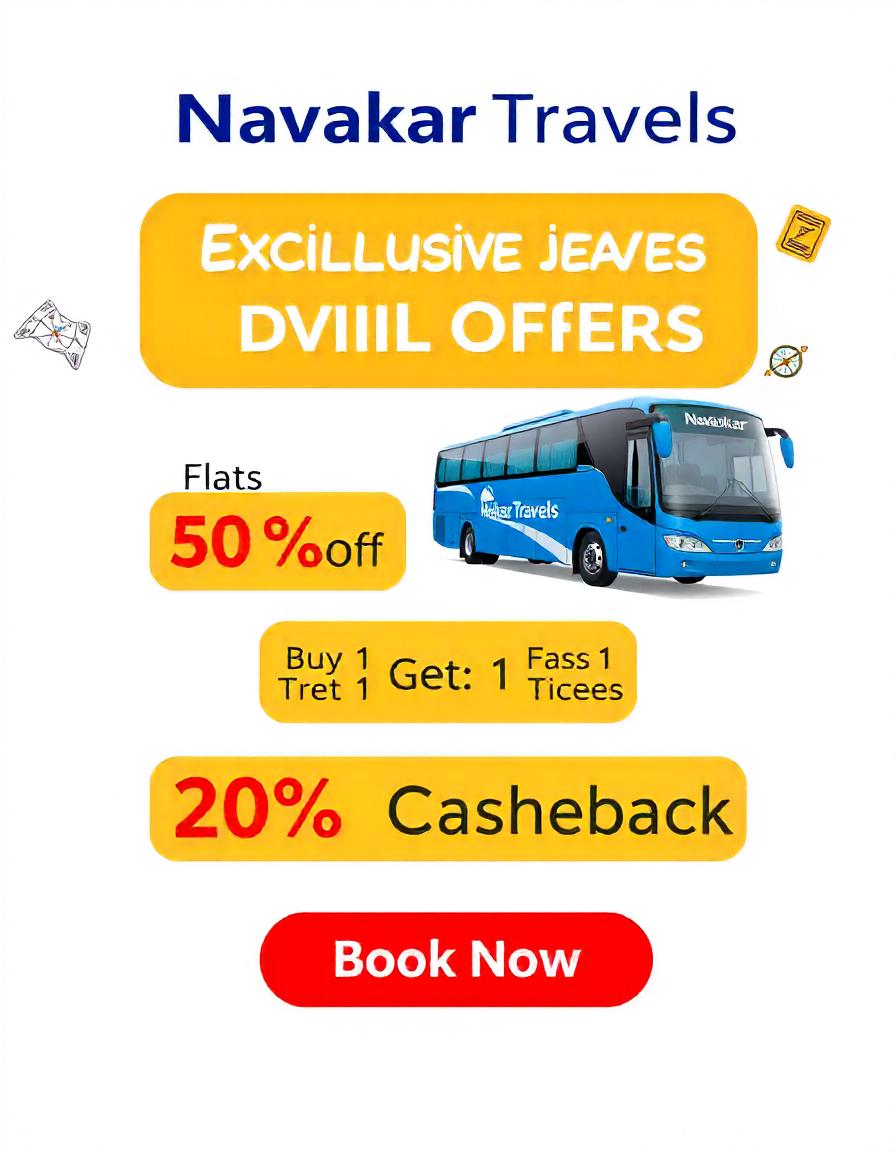 Navakar Travels
EXCiLLUSiVE jEAVES
DVIIIL OFFERS
Navakar
Travels
Flats
50 % off
Buy 1 Get: 1 Fass 1
Tret 1 Ticees
20% Casheback
Book Now